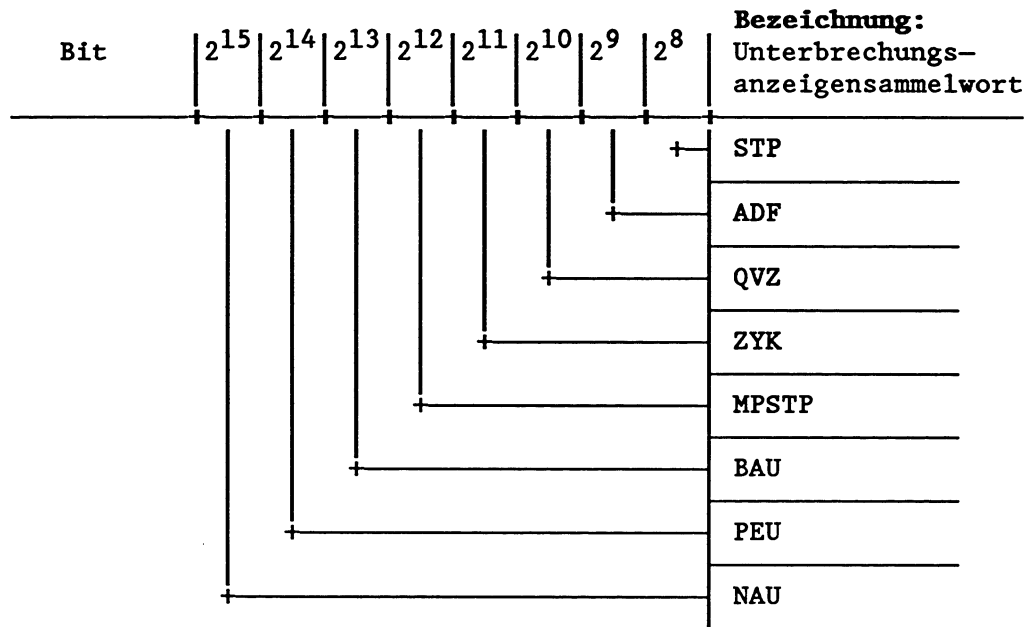 Bit 2^15 2^14 2^13 2^12 2^11 2^10 2^9 2^8
Bezeichnung:
Unterbrechungs–
anzeigensammelwort
STP
ADF
QVZ
ZYK
MPSTP
BAU
PEU
NAU